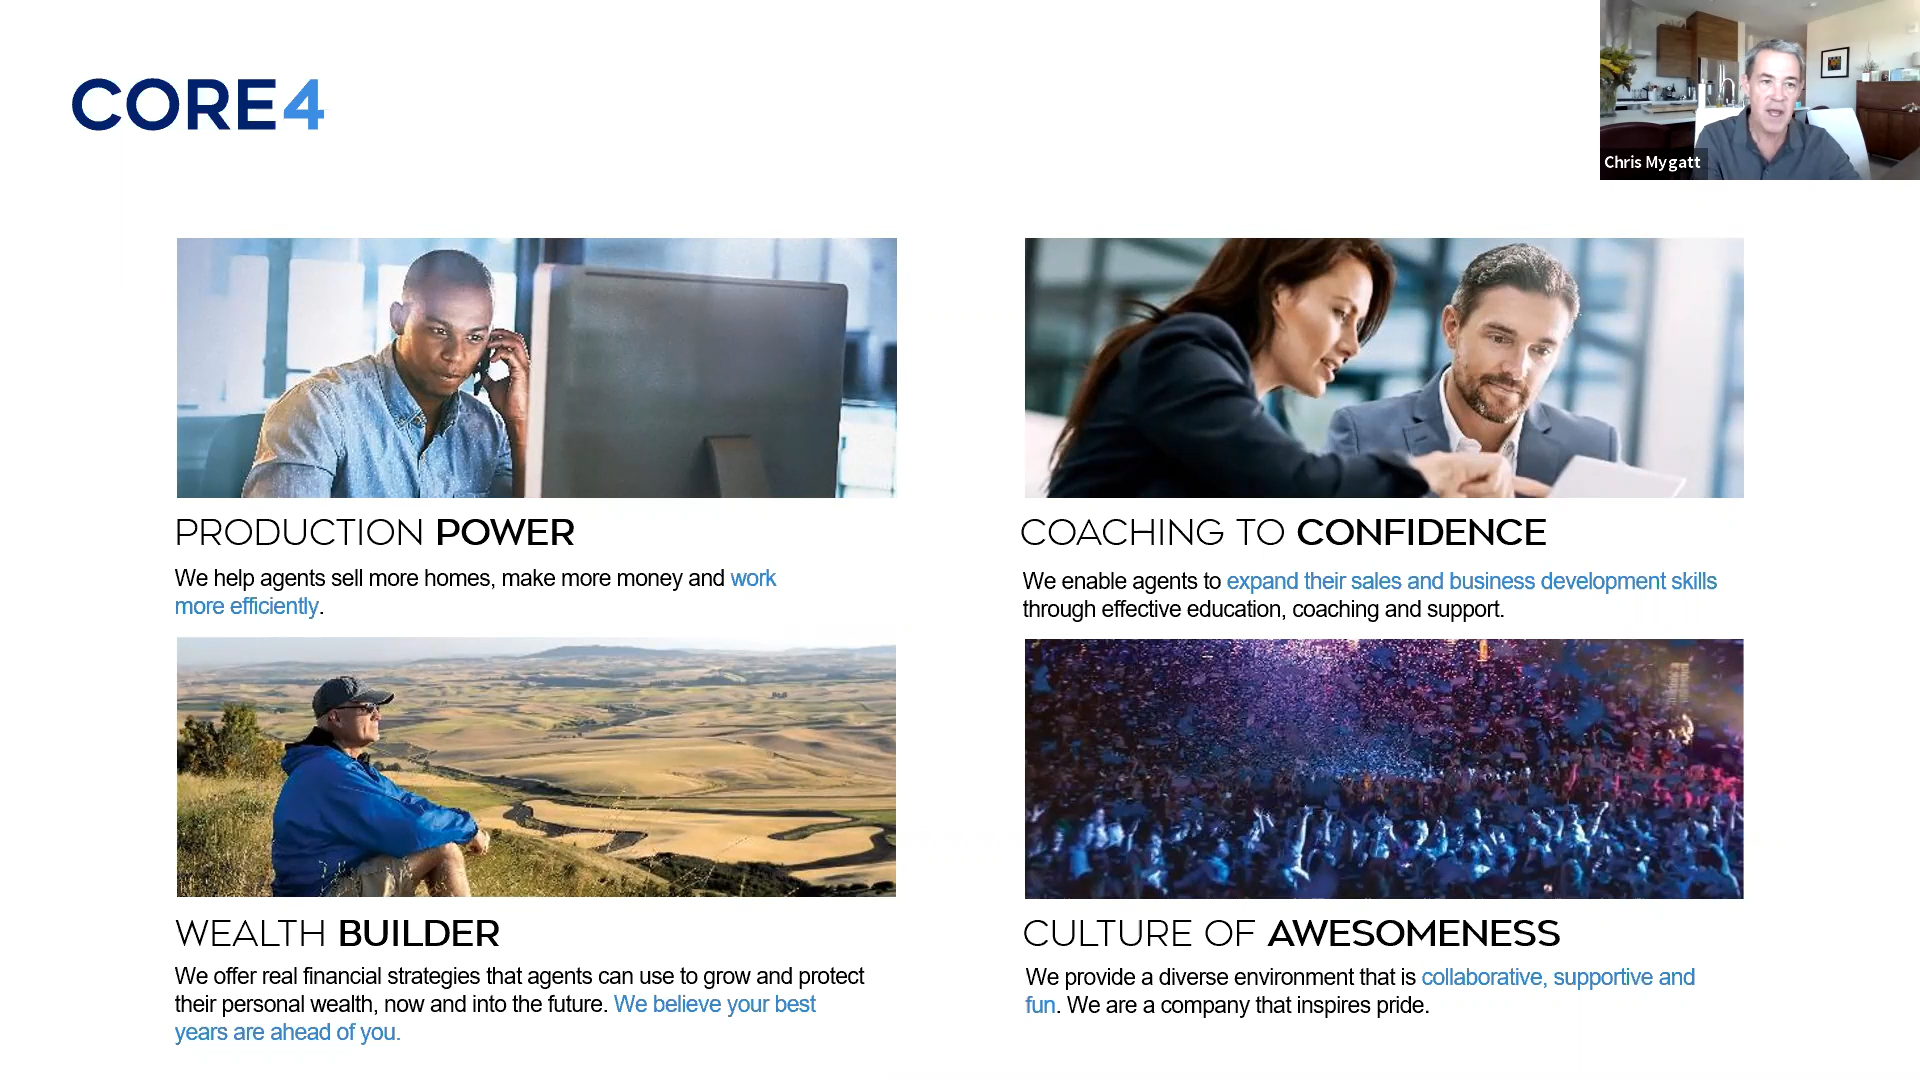 CORE4
Chris Mygatt
PRODUCTION POWER
We help agents sell more homes, make more money and work
more efficiently.
COACHING TO CONFIDENCE
We enable agents to expand their sales and business development skills
through effective education, coaching and support.
WEALTH BUILDER
We offer real financial strategies that agents can use to grow and protect
their personal wealth, now and into the future. We believe your best
years are ahead of you.
CULTURE OF AWESOMENESS
We provide a diverse environment that is collaborative, supportive and
fun. We are a company that inspires pride.